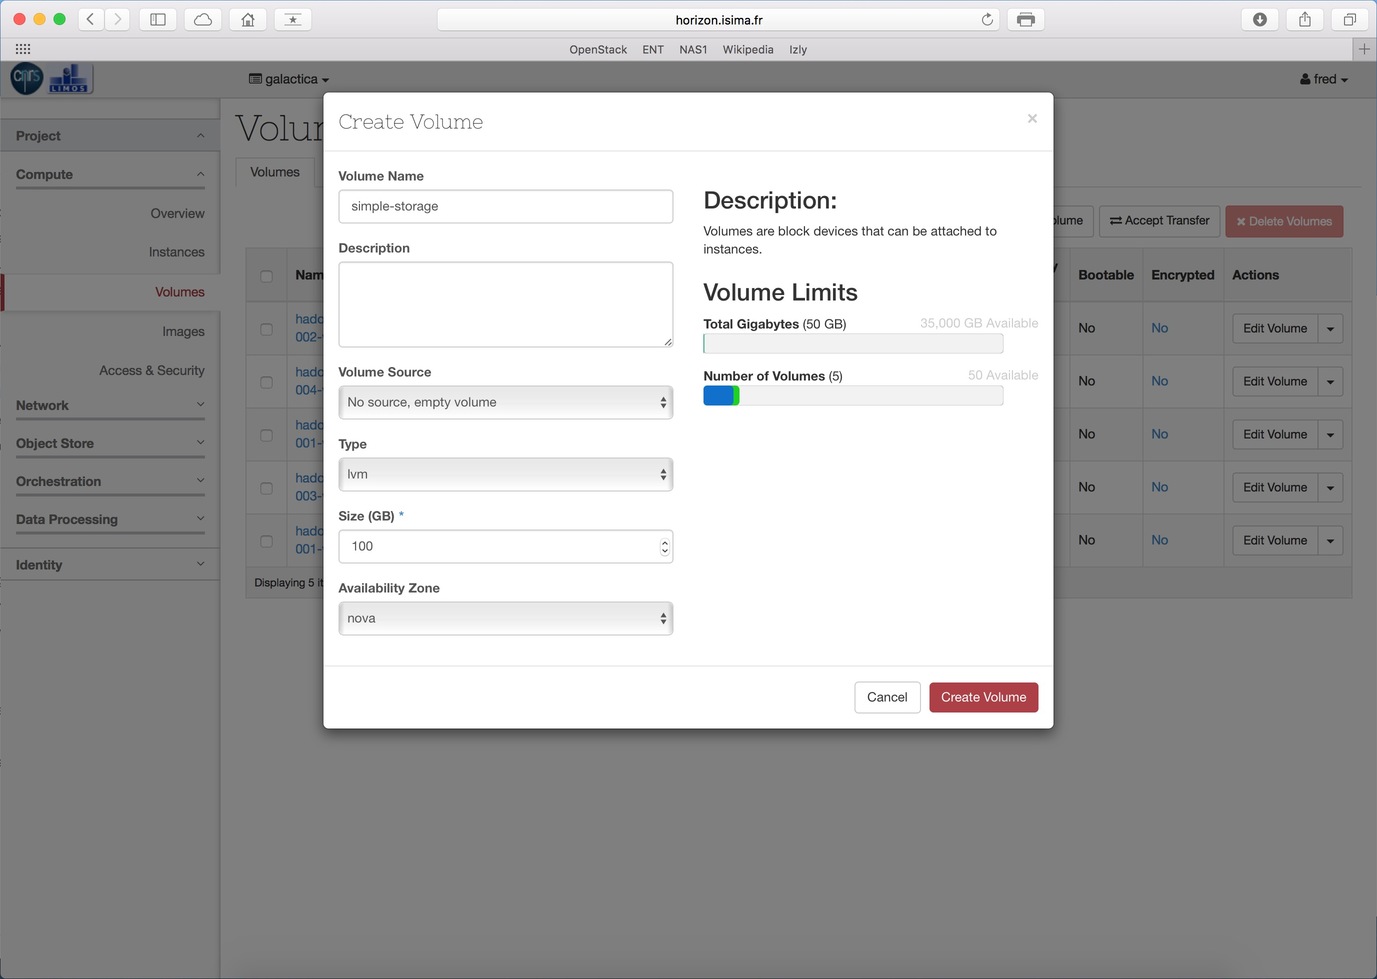 horizon.isima.fr
OpenStack ENT NAS1 Wikipedia Izly
cnrs LIMOS galactica fred
Project
Compute
Overview
Instances
Volumes
Images
Access & Security
Network
Object Store
Orchestration
Data Processing
Identity
Volum
Volumes
olume Accept Transfer Delete Volumes
Nam Bootable Encrypted Actions
hado
002- No No Edit Volume
hado
004- No No Edit Volume
hado
001- No No Edit Volume
hado
003- No No Edit Volume
hado
001- No No Edit Volume
Displaying 5 it
Create Volume ×
Volume Name
simple-storage
Description
Volume Source
No source, empty volume
Type
lvm
Size (GB) *
100
Availability Zone
nova
Description:
Volumes are block devices that can be attached to
instances.
Volume Limits
Total Gigabytes (50 GB) 35,000 GB Available
Number of Volumes (5) 50 Available
Cancel Create Volume